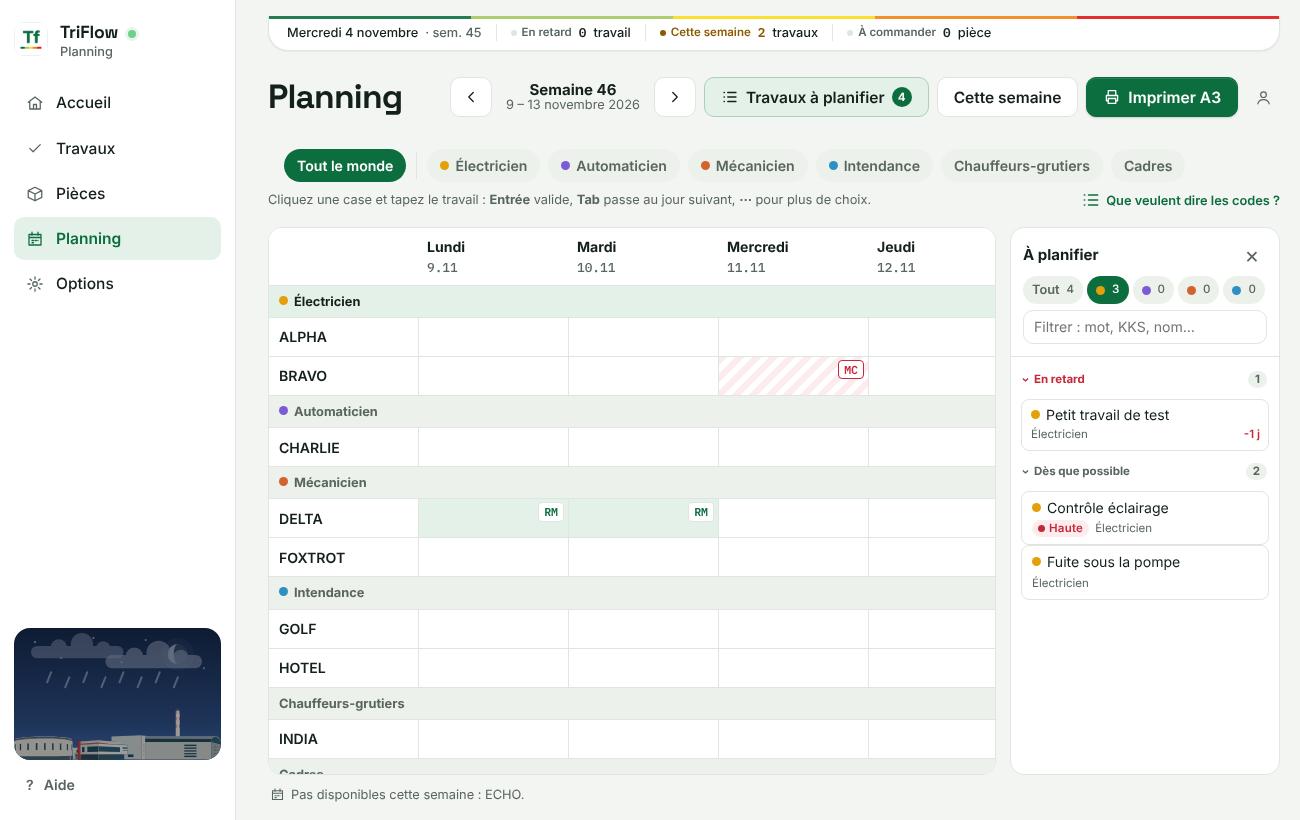 Tf TriFlow
Planning
Accueil
Travaux
Pièces
Planning
Options
? Aide
Mercredi 4 novembre · sem. 45 En retard 0 travail Cette semaine 2 travaux À commander 0 pièce
Planning
Semaine 46
9 – 13 novembre 2026
Travaux à planifier 4
Cette semaine
Imprimer A3
Tout le monde Électricien Automaticien Mécanicien Intendance Chauffeurs-grutiers Cadres
Cliquez une case et tapez le travail : Entrée valide, Tab passe au jour suivant, ··· pour plus de choix.
Que veulent dire les codes ?
Lundi Mardi Mercredi Jeudi
9.11 10.11 11.11 12.11
Électricien
ALPHA
BRAVO MC
Automaticien
CHARLIE
Mécanicien
DELTA RM RM
FOXTROT
Intendance
GOLF
HOTEL
Chauffeurs-grutiers
INDIA
Cadres
Pas disponibles cette semaine : ECHO.
À planifier
Tout 4 3 0 0 0
Filtrer : mot, KKS, nom...
En retard 1
Petit travail de test
Électricien -1 j
Dès que possible 2
Contrôle éclairage
Haute Électricien
Fuite sous la pompe
Électricien